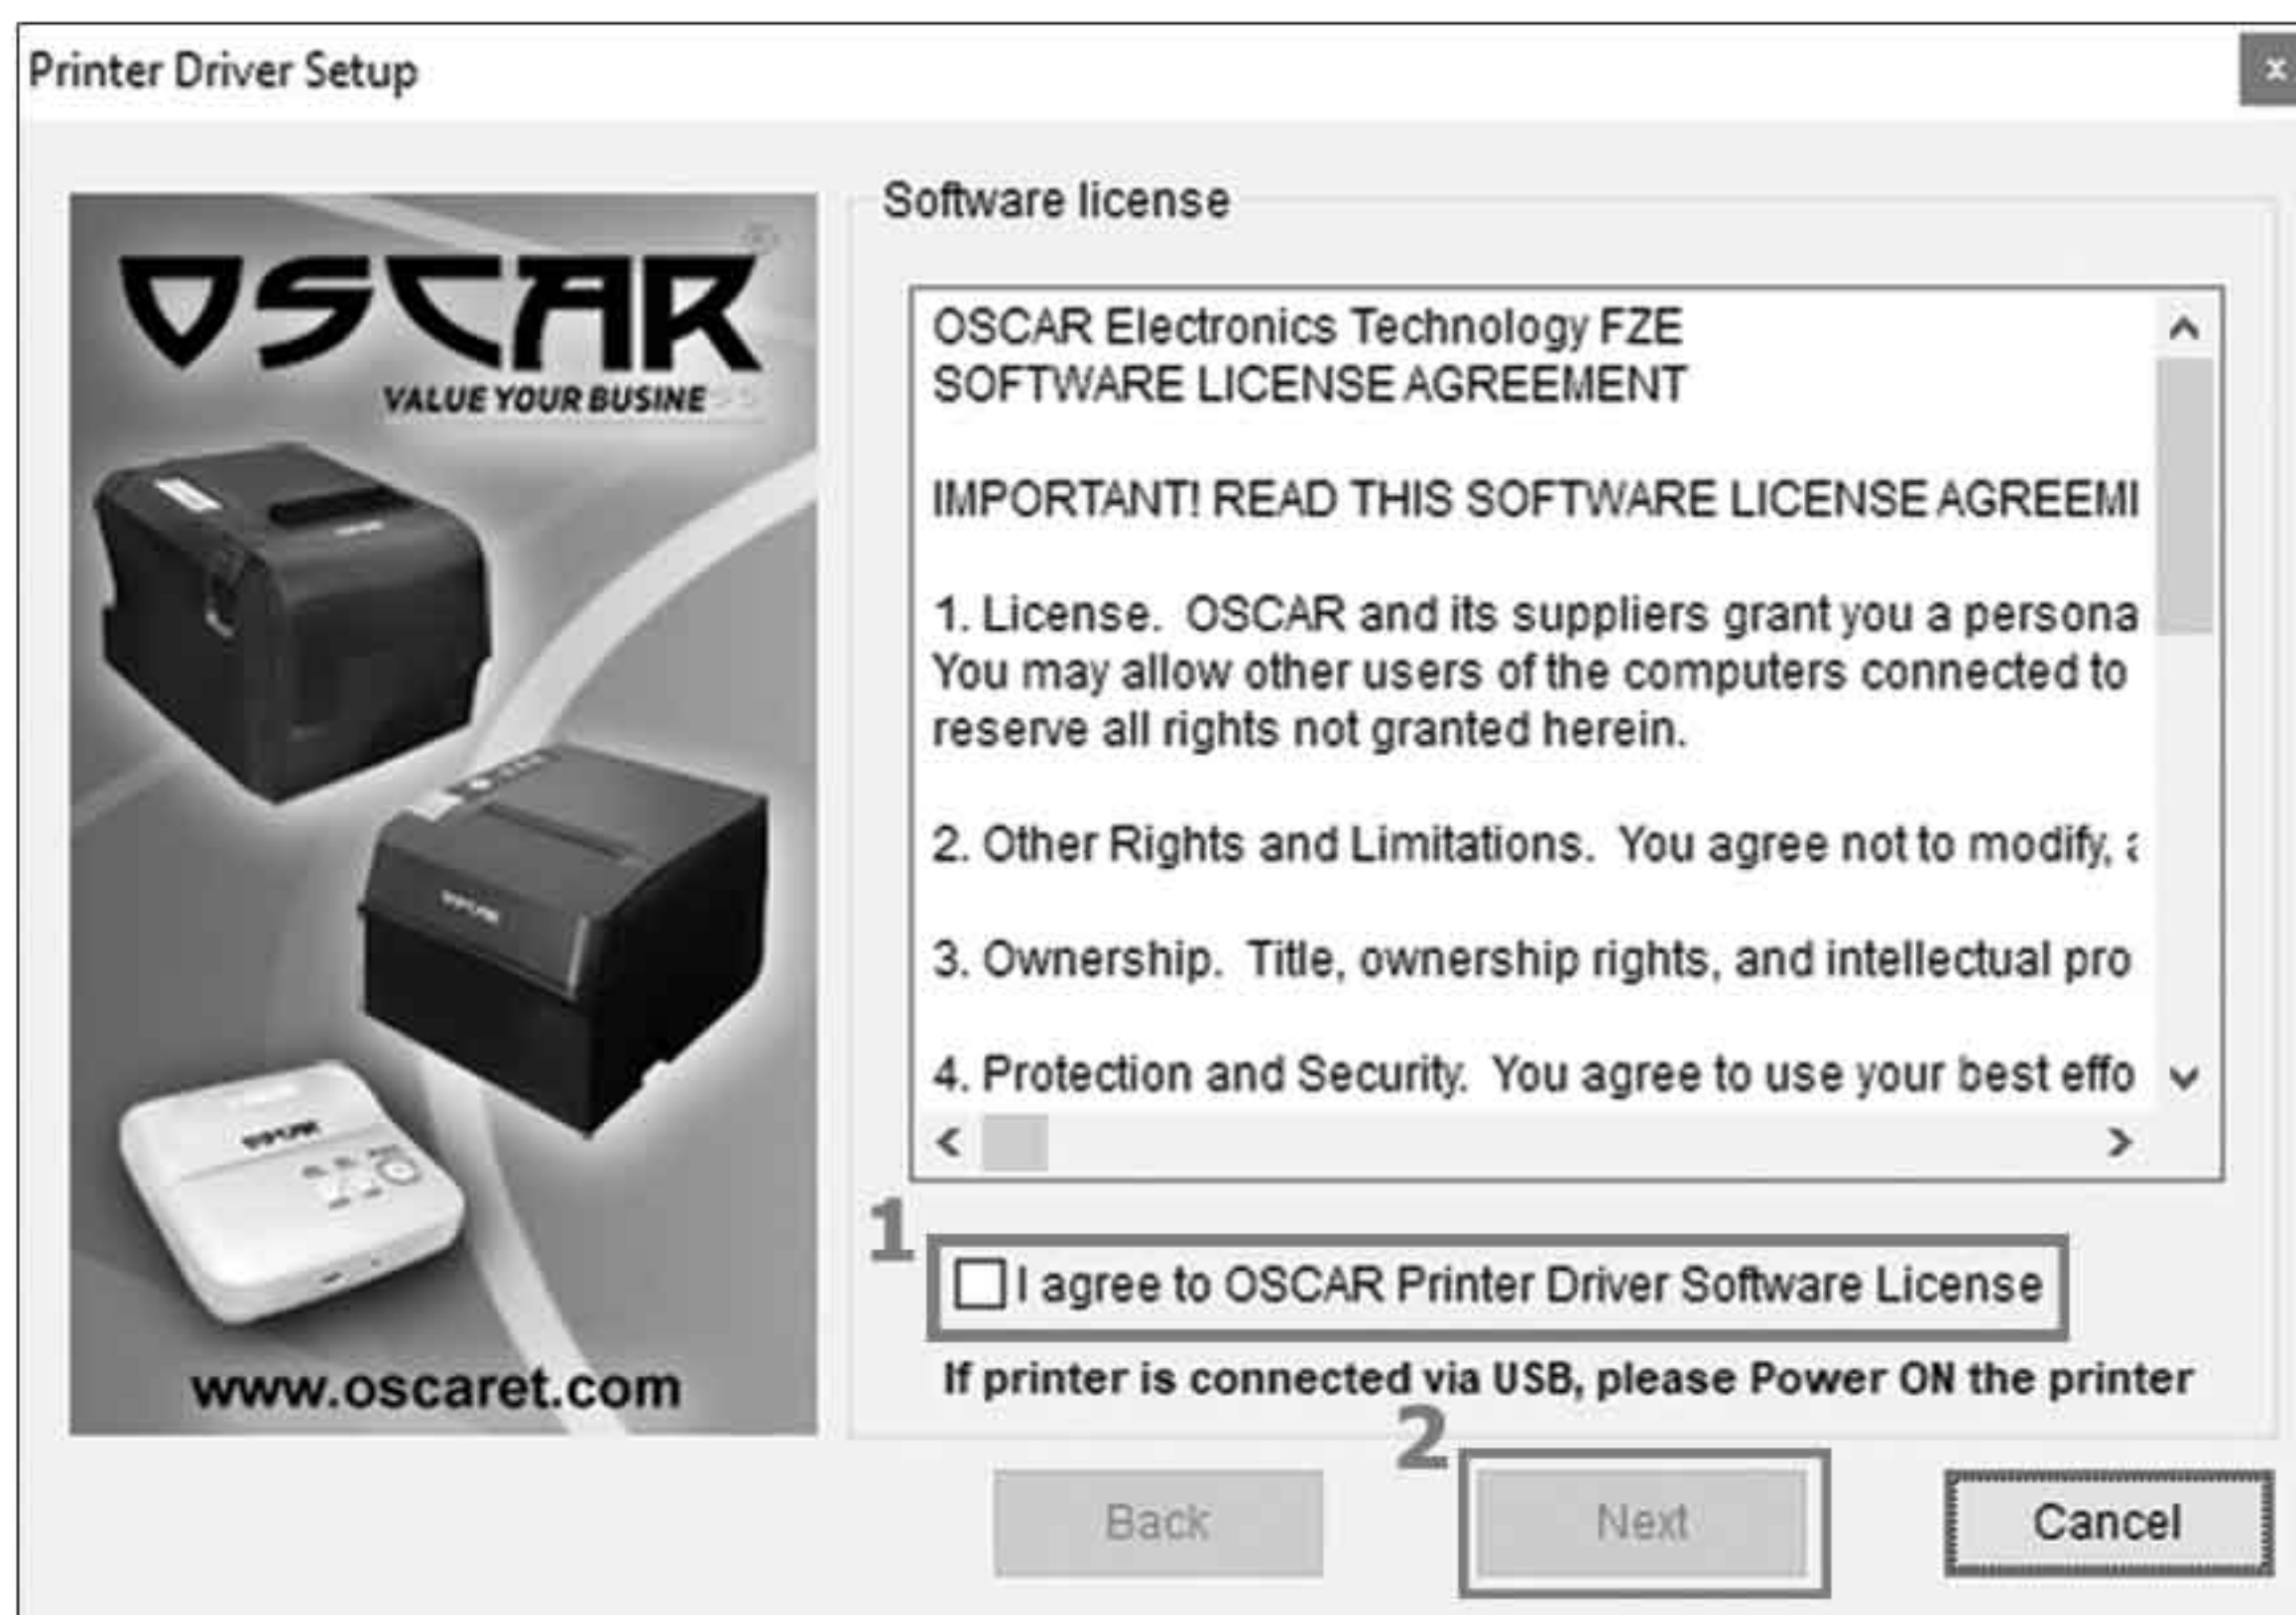 Printer Driver Setup
x
OSCAR
VALUE YOUR BUSINE
www.oscaret.com
Software license
OSCAR Electronics Technology FZE
SOFTWARE LICENSE AGREEMENT
IMPORTANT! READ THIS SOFTWARE LICENSE AGREEM
1. License. OSCAR and its suppliers grant you a persona
You may allow other users of the computers connected to
reserve all rights not granted herein.
2. Other Rights and Limitations. You agree not to modify,
3. Ownership. Title, ownership rights, and intellectual pro
4. Protection and Security. You agree to use your best effo
1
I agree to OSCAR Printer Driver Software License
If printer is connected via USB, please Power ON the printer
2
Back
Next
Cancel